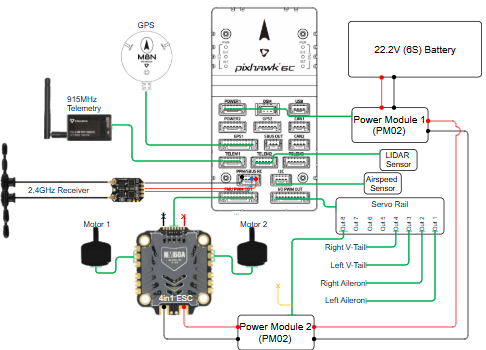 GPS
M8N
pixhawk 6C
22.2V (6S) Battery
915MHz
Telemetry
POWER1
DSM
USB
POWER2
GPS2
CAN1
GPS1
SBUS OUT
CAN2
TELEM1
TELEM2
TELEM3
PPM/SBUS RC
I2C
FMU PWM OUT
I/O PWM OUT
Power Module 1
(PM02)
LIDAR
Sensor
Airspeed
Sensor
2.4GHz Receiver
Servo Rail
Out 8
Out 7
Out 6
Out 5
Out 4
Out 3
Out 2
Out 1
Motor 1
Motor 2
Right V-Tail
Left V-Tail
Right Aileron
Left Aileron
4in1 ESC
Power Module 2
(PM02)